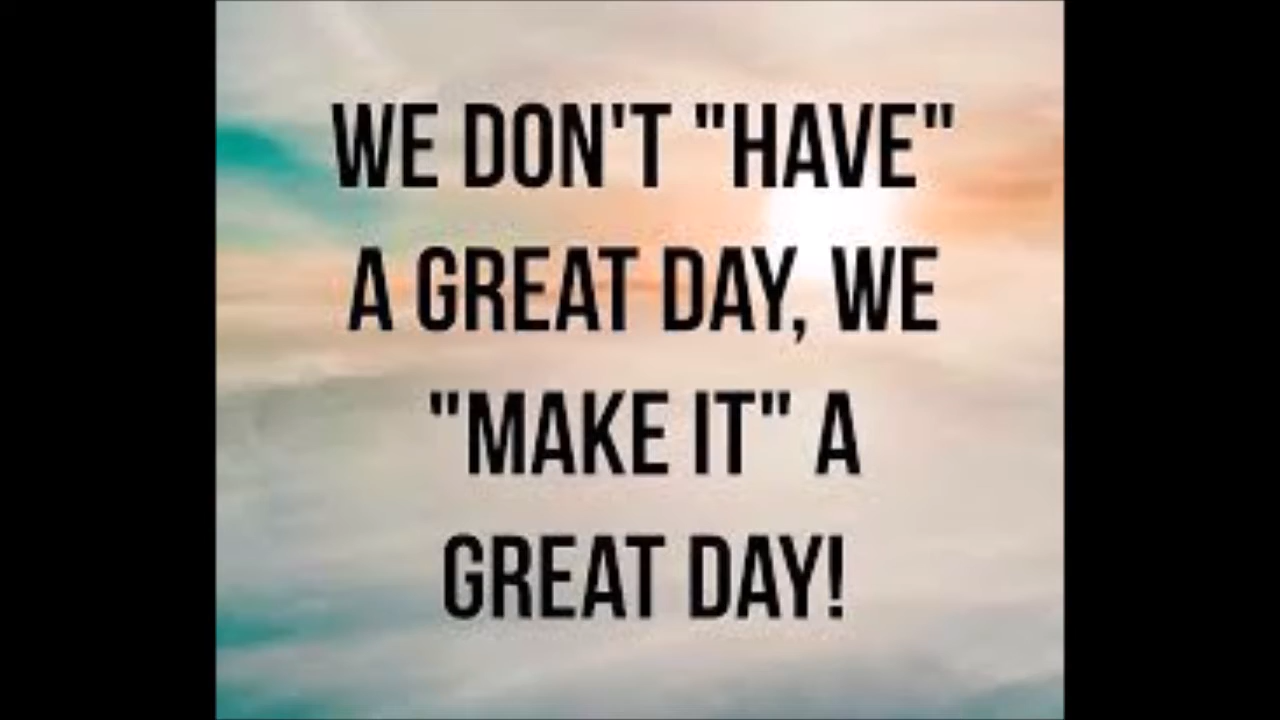 WE DON'T "HAVE"
A GREAT DAY, WE
"MAKE IT" A
GREAT DAY!